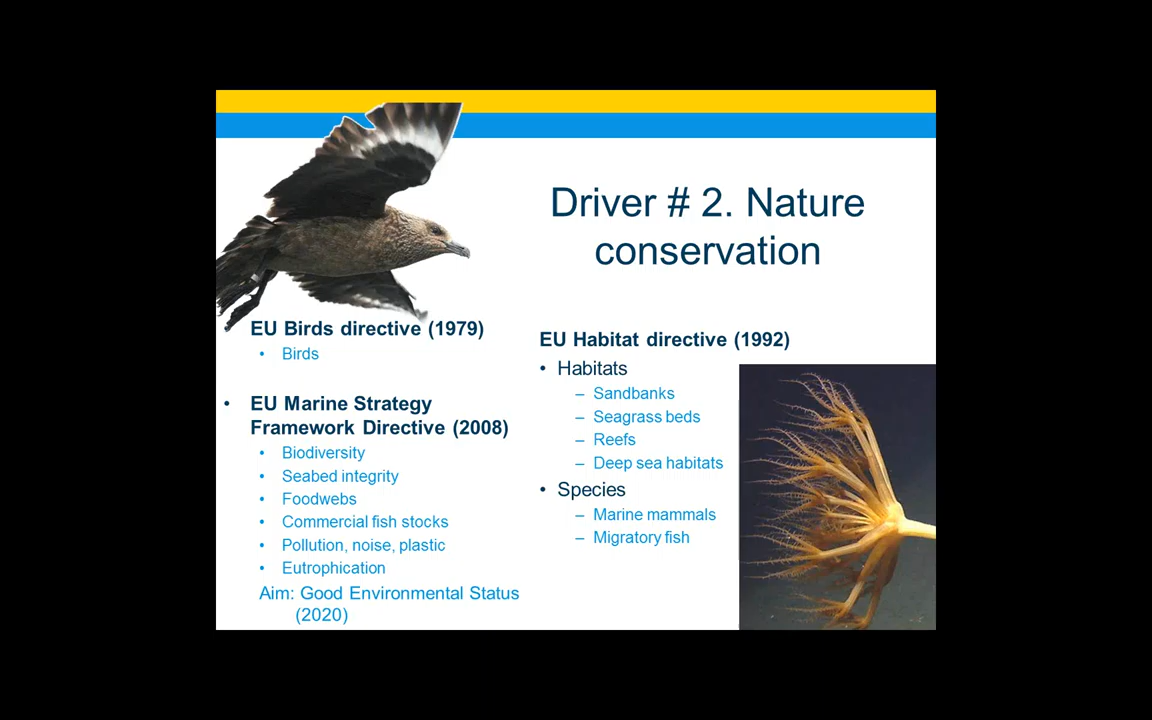 Driver # 2. Nature
conservation
• EU Birds directive (1979)
• Birds
• EU Marine Strategy
Framework Directive (2008)
• Biodiversity
• Seabed integrity
• Foodwebs
• Commercial fish stocks
• Pollution, noise, plastic
• Eutrophication
Aim: Good Environmental Status
(2020)
EU Habitat directive (1992)
• Habitats
– Sandbanks
– Seagrass beds
– Reefs
– Deep sea habitats
• Species
– Marine mammals
– Migratory fish